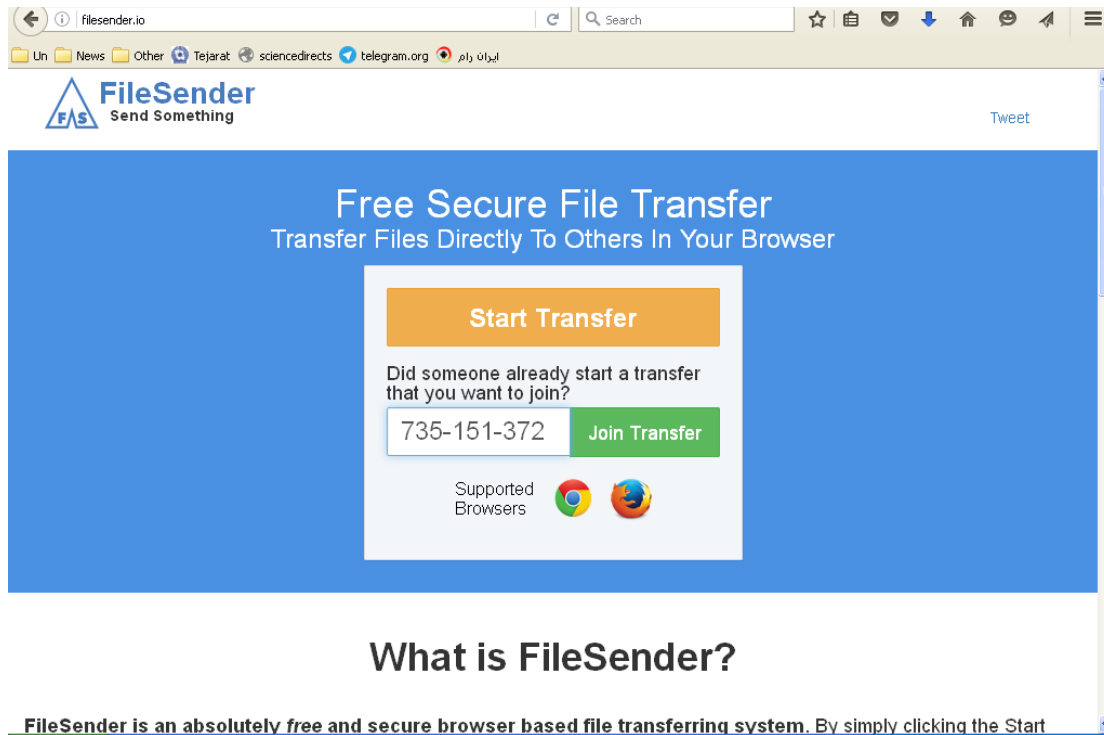 filesender.io
Search
Un News Other Tejarat sciencedirects telegram.org ایران رام
FAS
FileSender
Send Something
Tweet
Free Secure File Transfer
Transfer Files Directly To Others In Your Browser
Start Transfer
Did someone already start a transfer
that you want to join?
735-151-372
Join Transfer
Supported
Browsers
What is FileSender?
FileSender is an absolutely free and secure browser based file transferring system. By simply clicking the Start